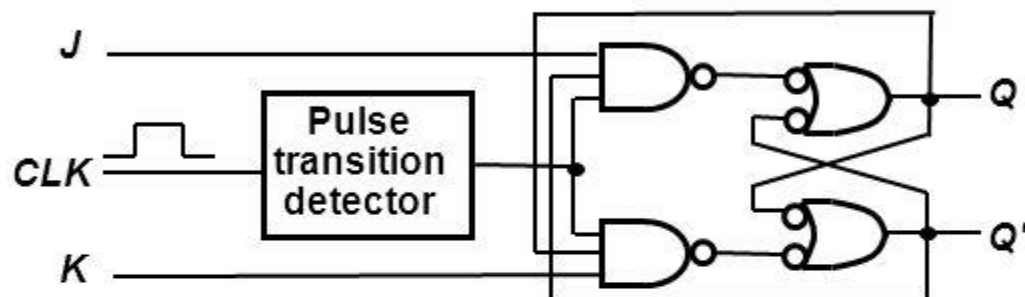 J
Pulse
transition
detector
CLK
K
Q
Q'